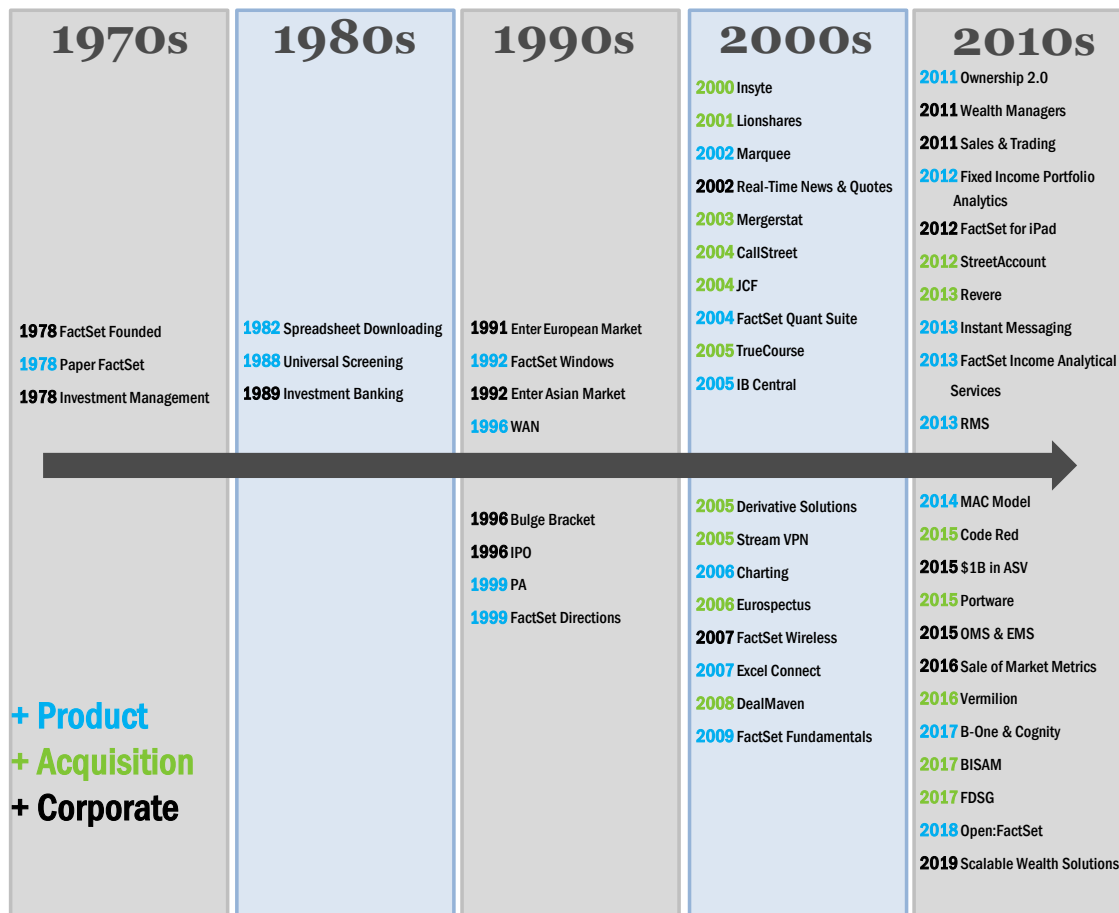 1970s
1978 FactSet Founded
1978 Paper FactSet
1978 Investment Management
+ Product
+ Acquisition
+ Corporate
1980s
1982 Spreadsheet Downloading
1988 Universal Screening
1989 Investment Banking
1990s
1991 Enter European Market
1992 FactSet Windows
1992 Enter Asian Market
1996 WAN
1996 Bulge Bracket
1996 IPO
1999 PA
1999 FactSet Directions
2000s
2000 Insyte
2001 Lionshares
2002 Marquee
2002 Real-Time News & Quotes
2003 Mergerstat
2004 CallStreet
2004 JCF
2004 FactSet Quant Suite
2005 TrueCourse
2005 IB Central
2005 Derivative Solutions
2005 Stream VPN
2006 Charting
2006 Eurospectus
2007 FactSet Wireless
2007 Excel Connect
2008 DealMaven
2009 FactSet Fundamentals
2010s
2011 Ownership 2.0
2011 Wealth Managers
2011 Sales & Trading
2012 Fixed Income Portfolio
Analytics
2012 FactSet for iPad
2012 StreetAccount
2013 Revere
2013 Instant Messaging
2013 FactSet Income Analytical
Services
2013 RMS
2014 MAC Model
2015 Code Red
2015 $1B in ASV
2015 Portware
2015 OMS & EMS
2016 Sale of Market Metrics
2016 Vermilion
2017 B-One & Cognity
2017 BISAM
2017 FDSG
2018 Open:FactSet
2019 Scalable Wealth Solutions